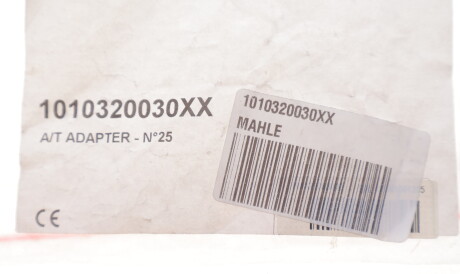 1010320030XX
A/T ADAPTER - N°25
CE
1010320030XX
MAHLE